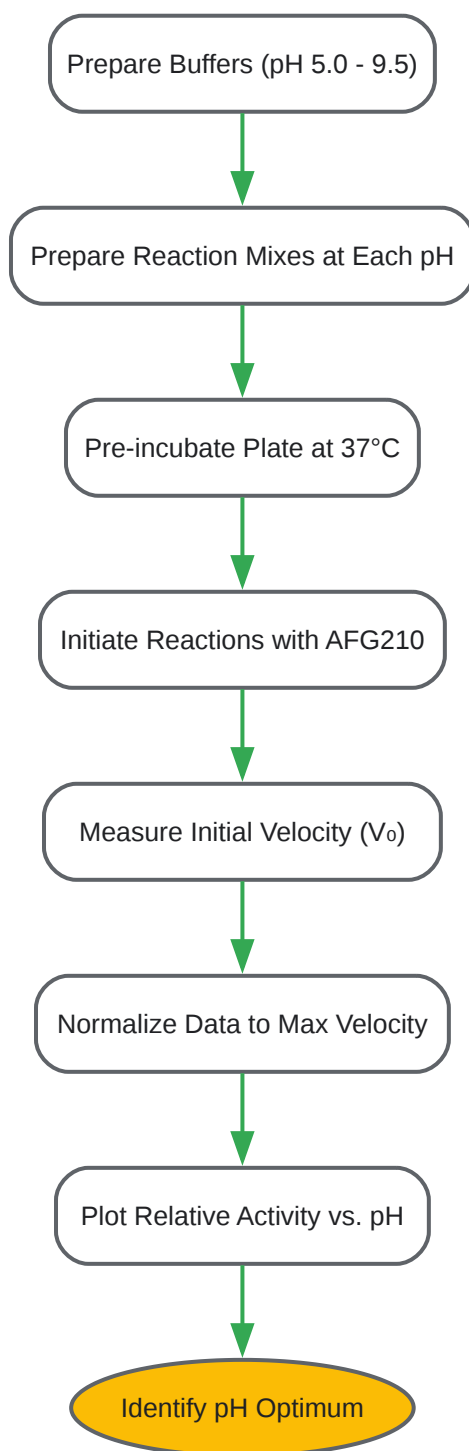 Prepare Buffers (pH 5.0 - 9.5)
Prepare Reaction Mixes at Each pH
Pre-incubate Plate at 37°C
Initiate Reactions with AFG210
Measure Initial Velocity (V₀)
Normalize Data to Max Velocity
Plot Relative Activity vs. pH
Identify pH Optimum